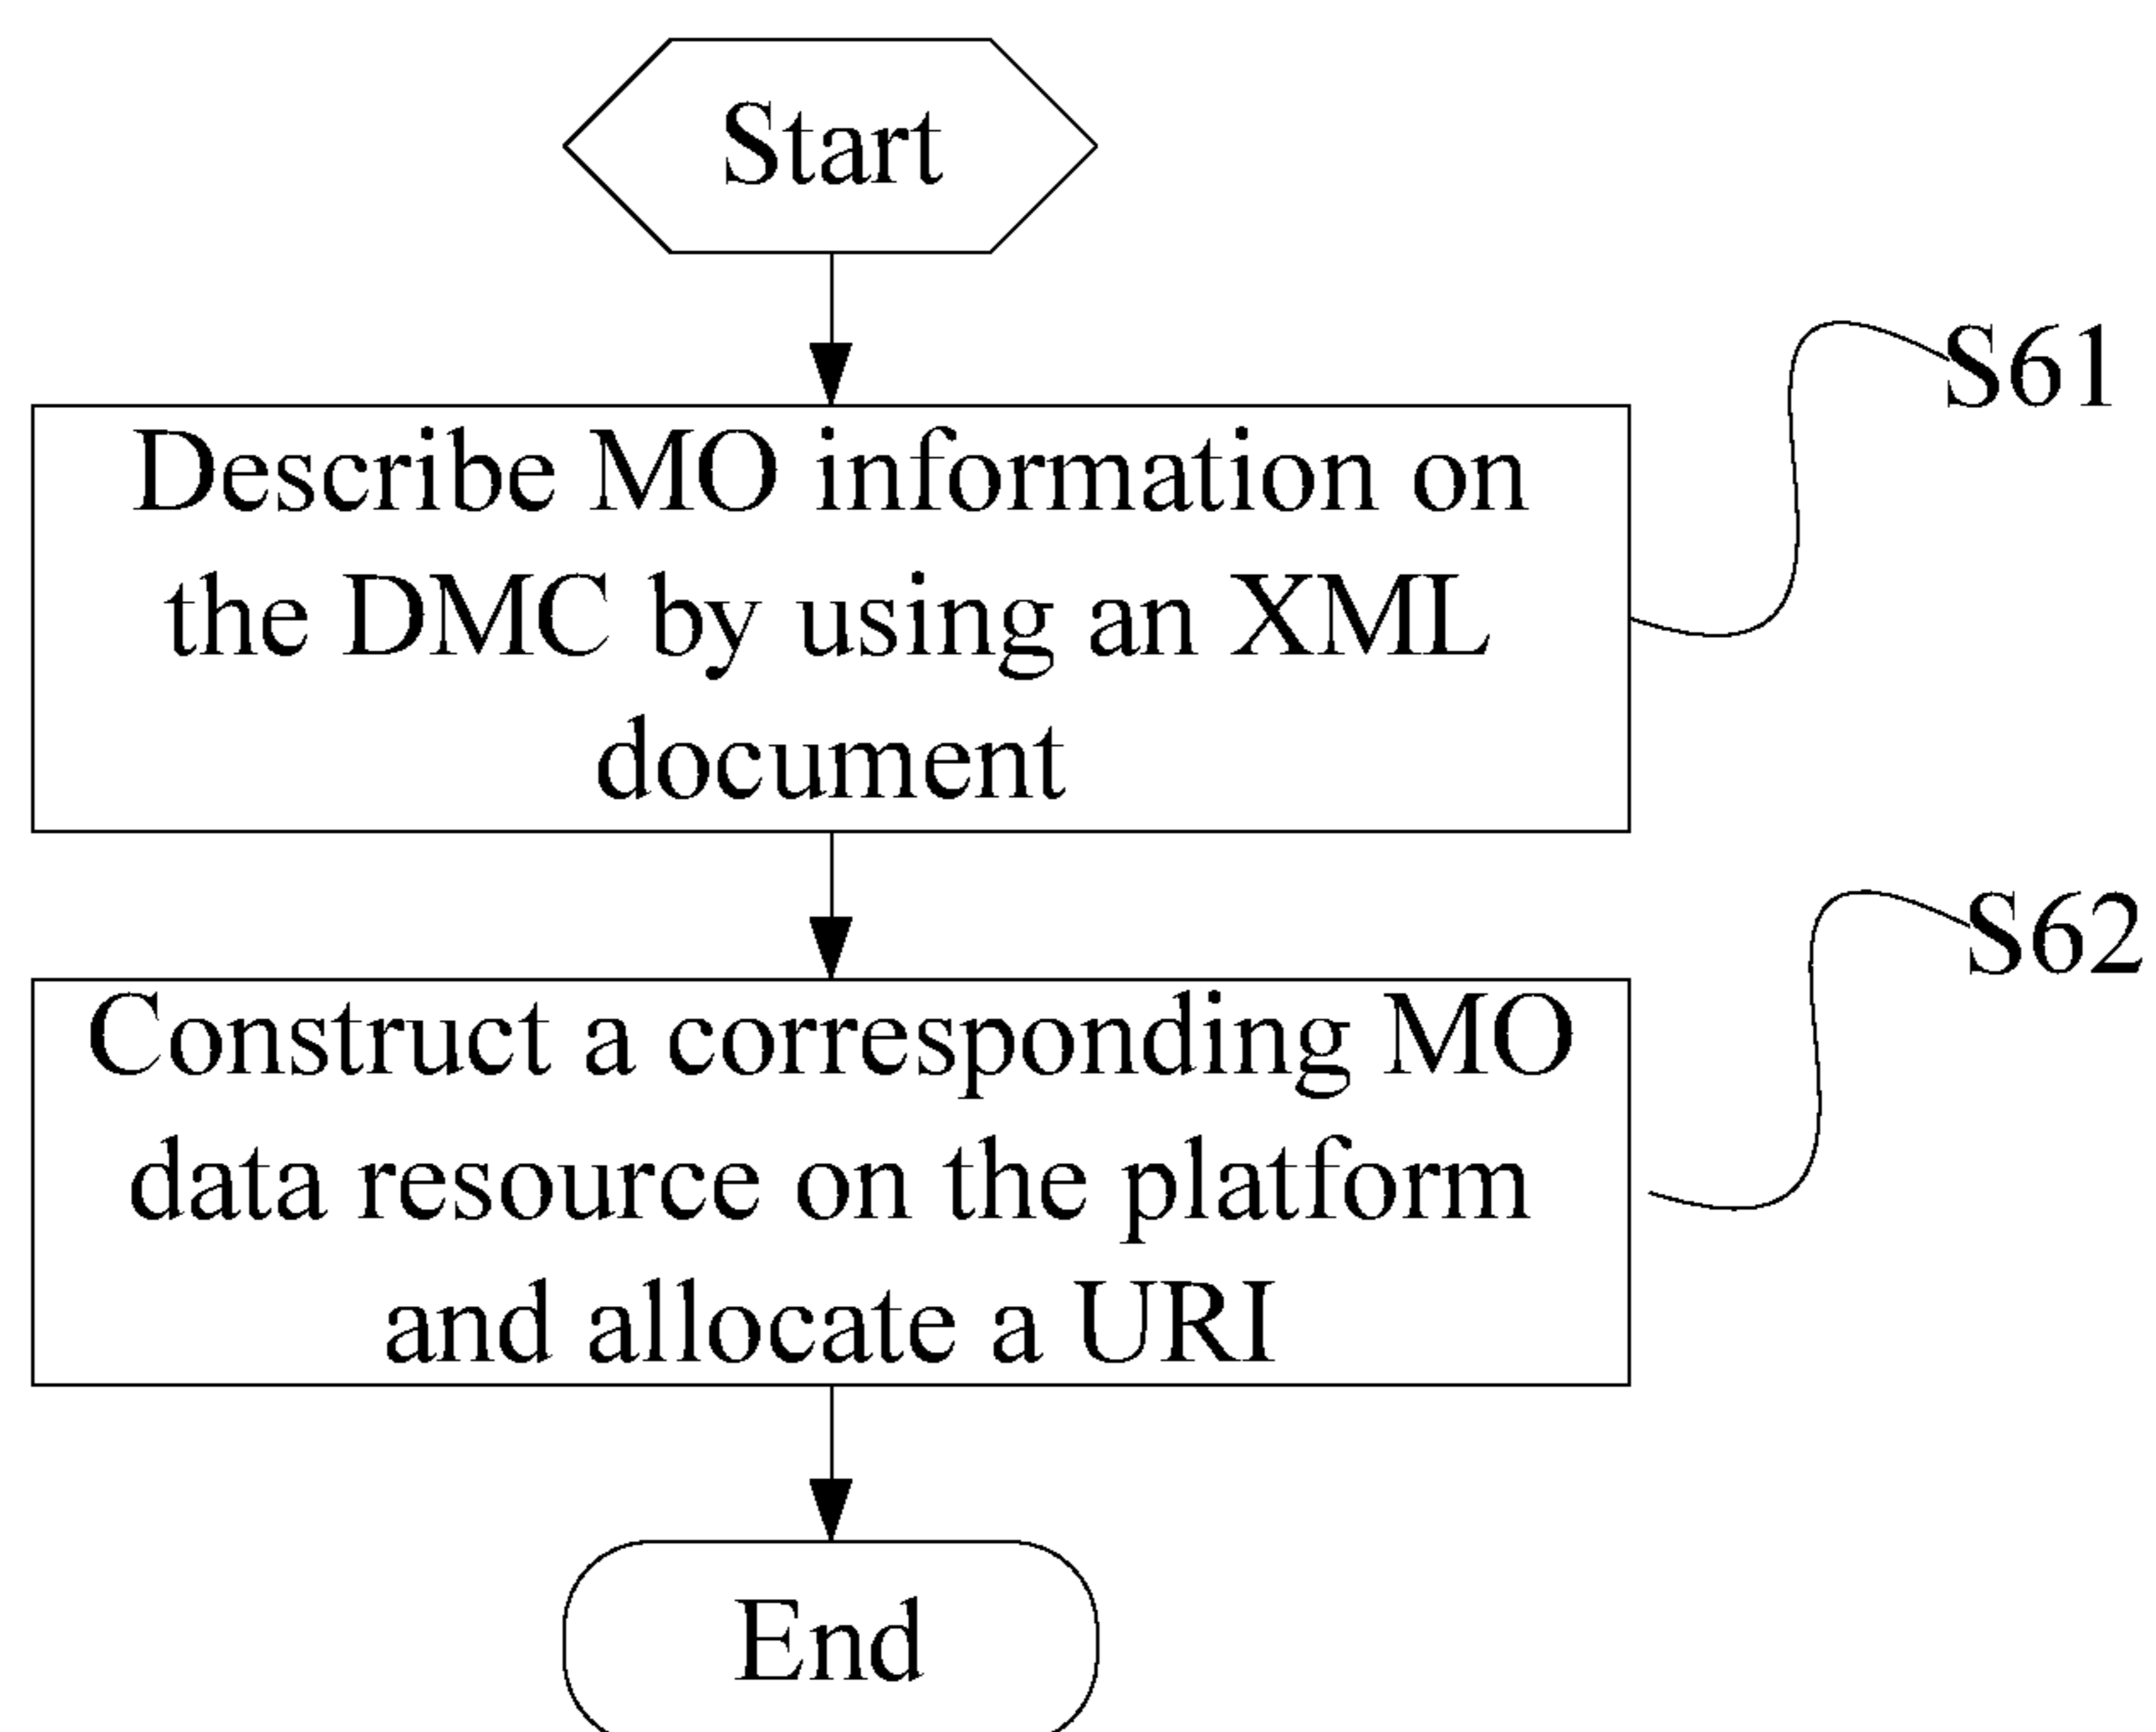 Start
S61
Describe MO information on
the DMC by using an XML
document
S62
Construct a corresponding MO
data resource on the platform
and allocate a URI
End